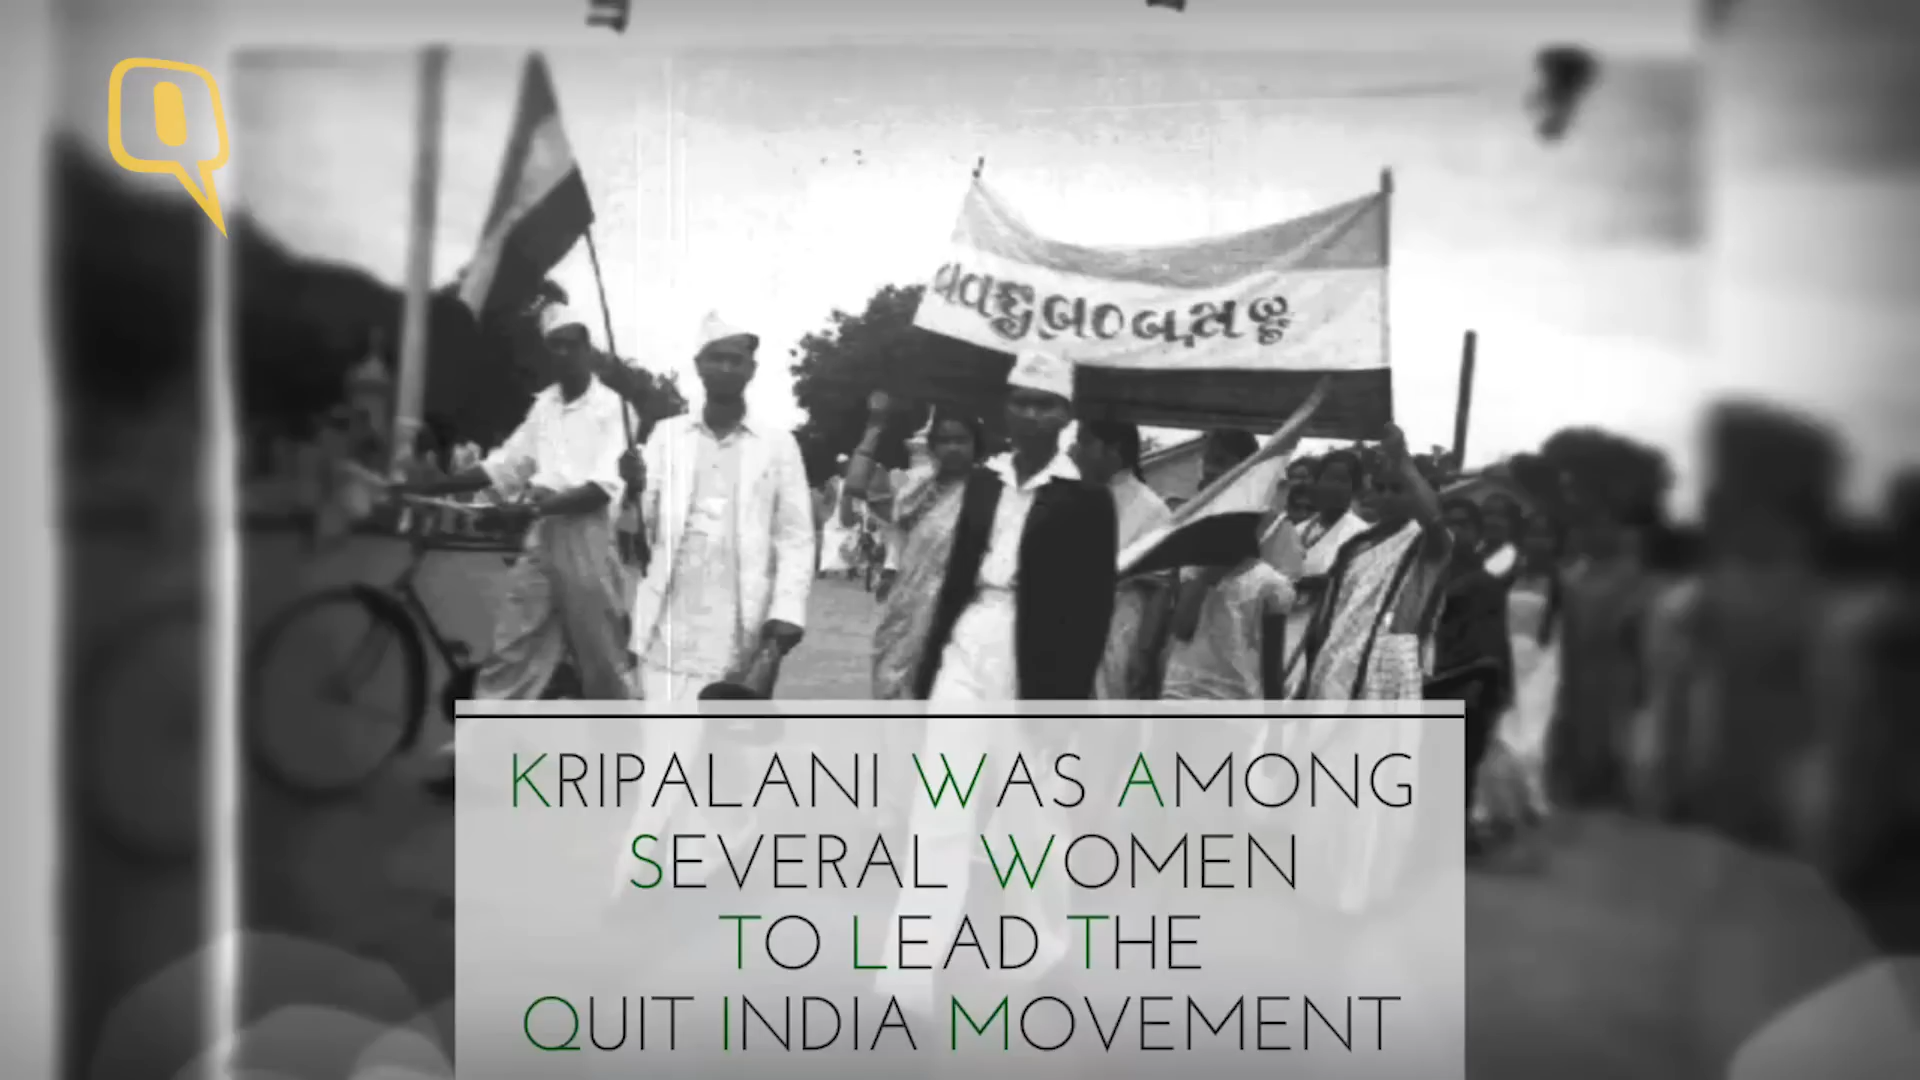 KRIPALANI WAS AMONG
SEVERAL WOMEN
TO LEAD THE
QUIT INDIA MOVEMENT